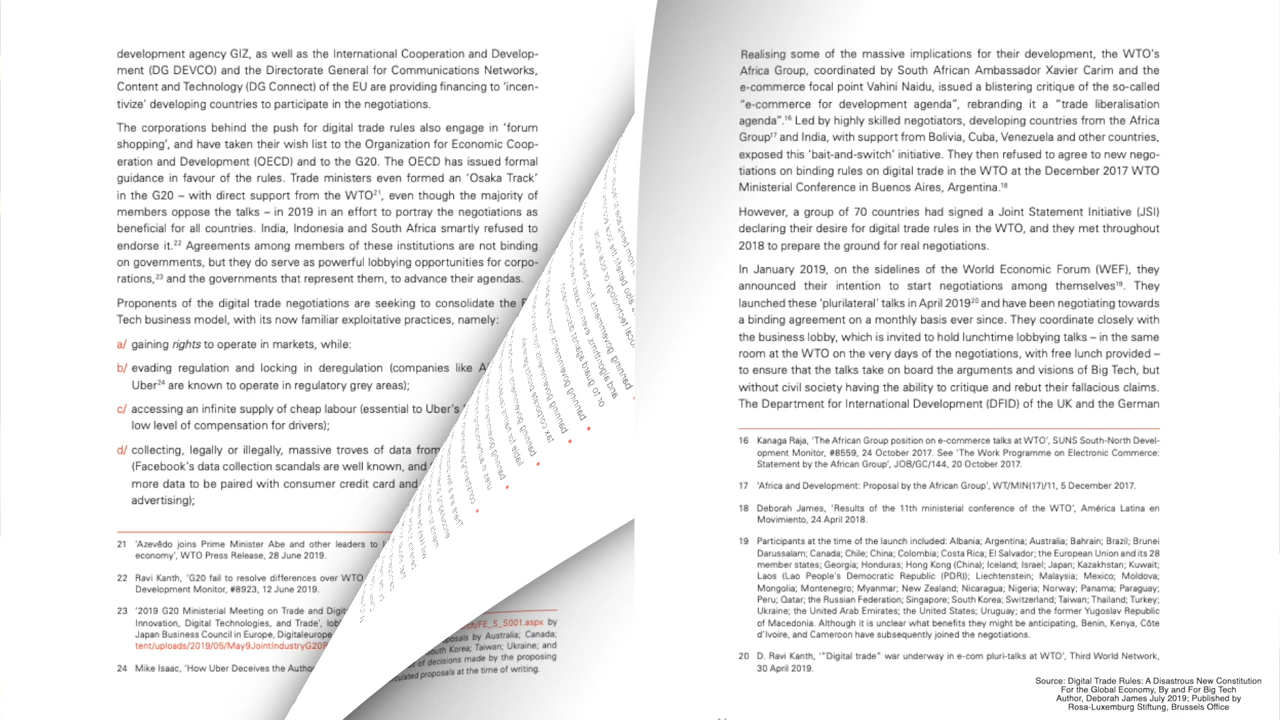 development agency GIZ, as well as the International Cooperation and Develop-
ment (DG DEVCO) and the Directorate General for Communications Networks,
Content and Technology (DG Connect) of the EU are providing financing to ‘incen-
tivize’ developing countries to participate in the negotiations.
The corporations behind the push for digital trade rules also engage in ‘forum
shopping’, and have taken their wish list to the Organization for Economic Coop-
eration and Development (OECD) and to the G20. The OECD has issued formal
guidance in favour of the rules. Trade ministers even formed an ‘Osaka Track’
in the G20 – with direct support from the WTO21, even though the majority of
members oppose the talks – in 2019 in an effort to portray the negotiations as
beneficial for all countries. India, Indonesia and South Africa smartly refused to
endorse it.22 Agreements among members of these institutions are not binding
on governments, but they do serve as powerful lobbying opportunities for corpo-
rations,23 and the governments that represent them, to advance their agendas.
Proponents of the digital trade negotiations are seeking to consolidate the
Tech business model, with its now familiar exploitative practices, namely:
a/ gaining rights to operate in markets, while:
b/ evading regulation and locking in deregulation (companies like
Uber24 are known to operate in regulatory grey areas);
c/ accessing an infinite supply of cheap labour (essential to Uber’s
low level of compensation for drivers);
d/ collecting, legally or illegally, massive troves of data from
(Facebook’s data collection scandals are well known, and
more data to be paired with consumer credit card and
advertising);
21 ‘Azevêdo joins Prime Minister Abe and other leaders to
economy’, WTO Press Release, 28 June 2019.
22 Ravi Kanth, ‘G20 fail to resolve differences over WTO
Development Monitor, #8923, 12 June 2019.
23 ‘2019 G20 Ministerial Meeting on Trade and
Innovation, Digital Technologies, and Trade’,
Japan Business Council in Europe, Digitaleurope
tent/uploads/2019/05/May9JointIndustryG20
24 Mike Isaac, ‘How Uber Deceives the
FE_S_S001.aspx by
by Australia; Canada;
Korea; Taiwan; Ukraine; and
of decisions made by the proposing
proposals at the time of writing.
Realising some of the massive implications for their development, the WTO’s
Africa Group, coordinated by South African Ambassador Xavier Carim and the
e-commerce focal point Vahini Naidu, issued a blistering critique of the so-called
“e-commerce for development agenda”, rebranding it a “trade liberalisation
agenda”.16 Led by highly skilled negotiators, developing countries from the Africa
Group17 and India, with support from Bolivia, Cuba, Venezuela and other countries,
exposed this ‘bait-and-switch’ initiative. They then refused to agree to new nego-
tiations on binding rules on digital trade in the WTO at the December 2017 WTO
Ministerial Conference in Buenos Aires, Argentina.18
However, a group of 70 countries had signed a Joint Statement Initiative (JSI)
declaring their desire for digital trade rules in the WTO, and they met throughout
2018 to prepare the ground for real negotiations.
In January 2019, on the sidelines of the World Economic Forum (WEF), they
announced their intention to start negotiations among themselves19. They
launched these ‘plurilateral’ talks in April 201920 and have been negotiating towards
a binding agreement on a monthly basis ever since. They coordinate closely with
the business lobby, which is invited to hold lunchtime lobbying talks – in the same
room at the WTO on the very days of the negotiations, with free lunch provided –
to ensure that the talks take on board the arguments and visions of Big Tech, but
without civil society having the ability to critique and rebut their fallacious claims.
The Department for International Development (DFID) of the UK and the German
16 Kanaga Raja, ‘The African Group position on e-commerce talks at WTO’, SUNS South-North Devel-
opment Monitor, #8559, 24 October 2017. See ‘The Work Programme on Electronic Commerce:
Statement by the African Group’, JOB/GC/144, 20 October 2017.
17 ‘Africa and Development: Proposal by the African Group’, WT/MIN(17)/11, 5 December 2017.
18 Deborah James, ‘Results of the 11th ministerial conference of the WTO’, América Latina en
Movimiento, 24 April 2018.
19 Participants at the time of the launch included: Albania; Argentina; Australia; Bahrain; Brazil; Brunei
Darussalam; Canada; Chile; China; Colombia; Costa Rica; El Salvador; the European Union and its 28
member states; Georgia; Honduras; Hong Kong (China); Iceland; Israel; Japan; Kazakhstan; Kuwait;
Laos (Lao People’s Democratic Republic (PDR)); Liechtenstein; Malaysia; Mexico; Moldova;
Mongolia; Montenegro; Myanmar; New Zealand; Nicaragua; Nigeria; Norway; Panama; Paraguay;
Peru; Qatar; the Russian Federation; Singapore; South Korea; Switzerland; Taiwan; Thailand; Turkey;
Ukraine; the United Arab Emirates; the United States; Uruguay; and the former Yugoslav Republic
of Macedonia. Although it is unclear what benefits they might be anticipating, Benin, Kenya, Côte
d’Ivoire, and Cameroon have subsequently joined the negotiations.
20 D. Ravi Kanth, ‘“Digital trade” war underway in e-com pluri-talks at WTO’, Third World Network,
30 April 2019.
Source: Digital Trade Rules: A Disastrous New Constitution
For the Global Economy, By and For Big Tech
Author, Deborah James July 2019; Published by
Rosa-Luxemburg Stiftung, Brussels Office